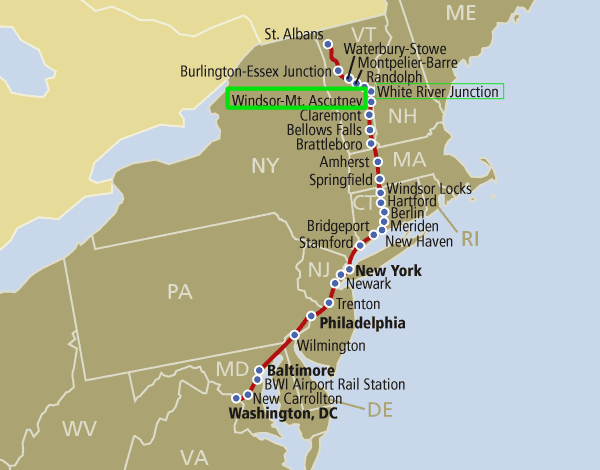 ME
St. Albans
VT
Waterbury-Stowe
Montpelier-Barre
Burlington-Essex Junction
Randolph
White River Junction
Windsor-Mt. Ascutney
Claremont
NH
Bellows Falls
Brattleboro
NY
Amherst
MA
Springfield
Windsor Locks
CT
Hartford
Berlin
Bridgeport
Meriden
RI
Stamford
New Haven
NJ
New York
Newark
PA
Trenton
Philadelphia
Wilmington
MD
Baltimore
BWI Airport Rail Station
New Carrollton
DE
Washington, DC
WV
VA